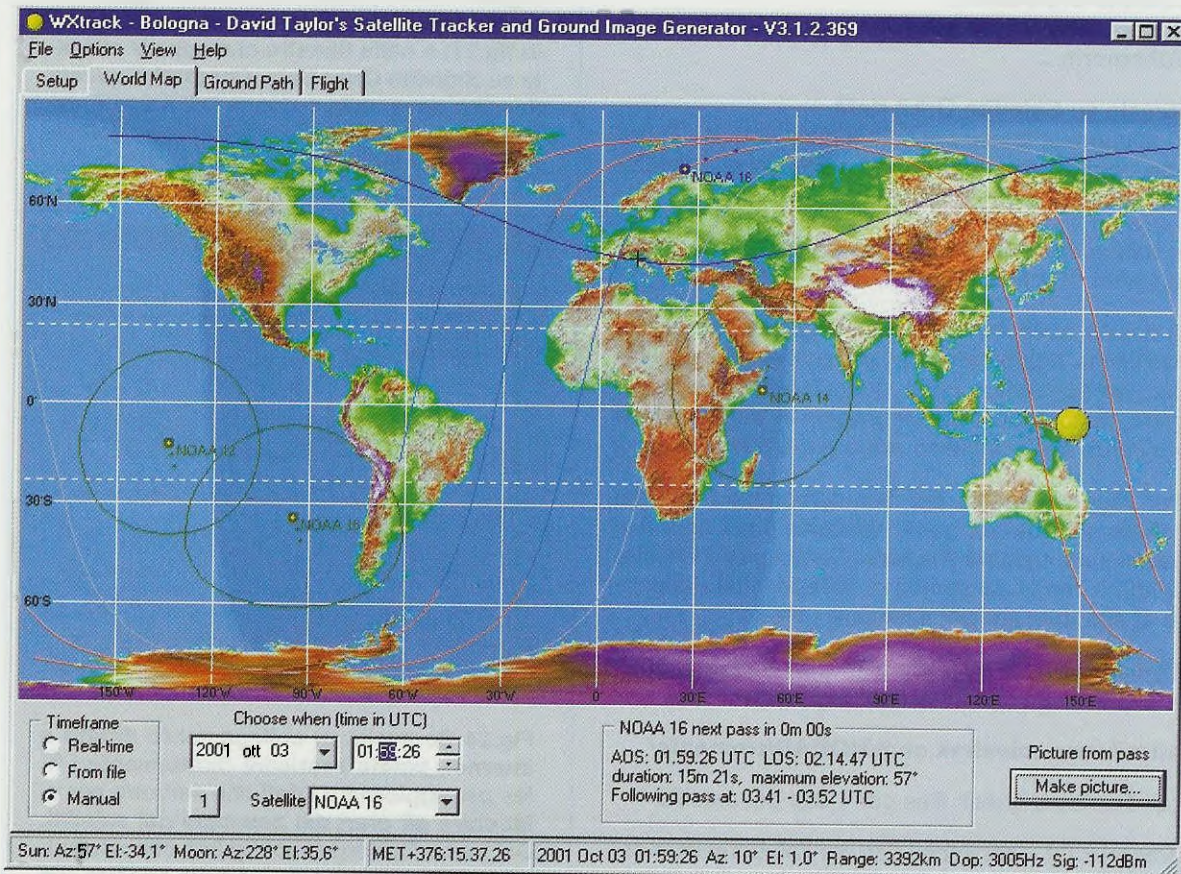 WXtrack - Bologna - David Taylor's Satellite Tracker and Ground Image Generator - V3.1.2.369
File Options View Help
Setup World Map Ground Path Flight
60°N
30°N
0°
30°S
60°S
NOAA 16
NOAA 14
NOAA 12
NOAA 15
150°W 120°W 90°W 60°W 30°W 0° 30°E 60°E 90°E 120°E 150°E
Timeframe
Real-time
From file
Manual
Choose when (time in UTC)
2001 ott 03 01:59:26
1 Satellite NOAA 16
NOAA 16 next pass in 0m 00s
AOS: 01.59.26 UTC LOS: 02.14.47 UTC
duration: 15m 21s, maximum elevation: 57°
Following pass at: 03.41 - 03.52 UTC
Picture from pass
Make picture...
Sun: Az:57° El:-34,1° Moon: Az:228° El:35,6° MET+376:15.37.26 2001 Oct 03 01:59:26 Az: 10° El: 1,0° Range: 3392km Dop: 3005Hz Sig: -112dBm